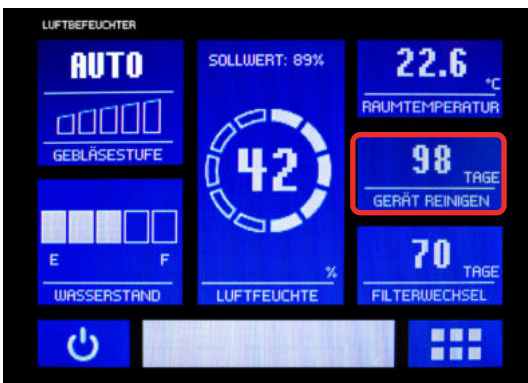 LUFTBEFEUCHTER
AUTO
GEBLÄSESTUFE
E F
WASSERSTAND
SOLLWERT: 89%
42
%
LUFTFEUCHTE
22.6 °C
RAUMTEMPERATUR
98 TAGE
GERÄT REINIGEN
70 TAGE
FILTERWECHSEL